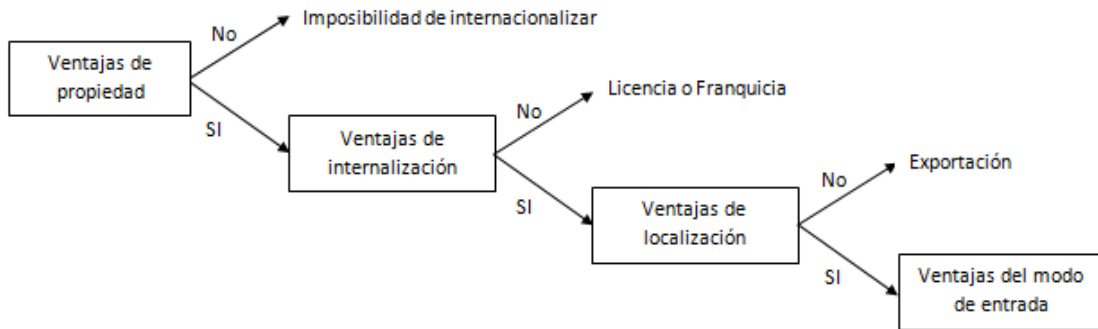 No
Imposibilidad de internacionalizar
Ventajas de
propiedad
SI
No
Licencia o Franquicia
Ventajas de
internalización
SI
No
Exportación
Ventajas de
localización
SI
Ventajas del modo
de entrada